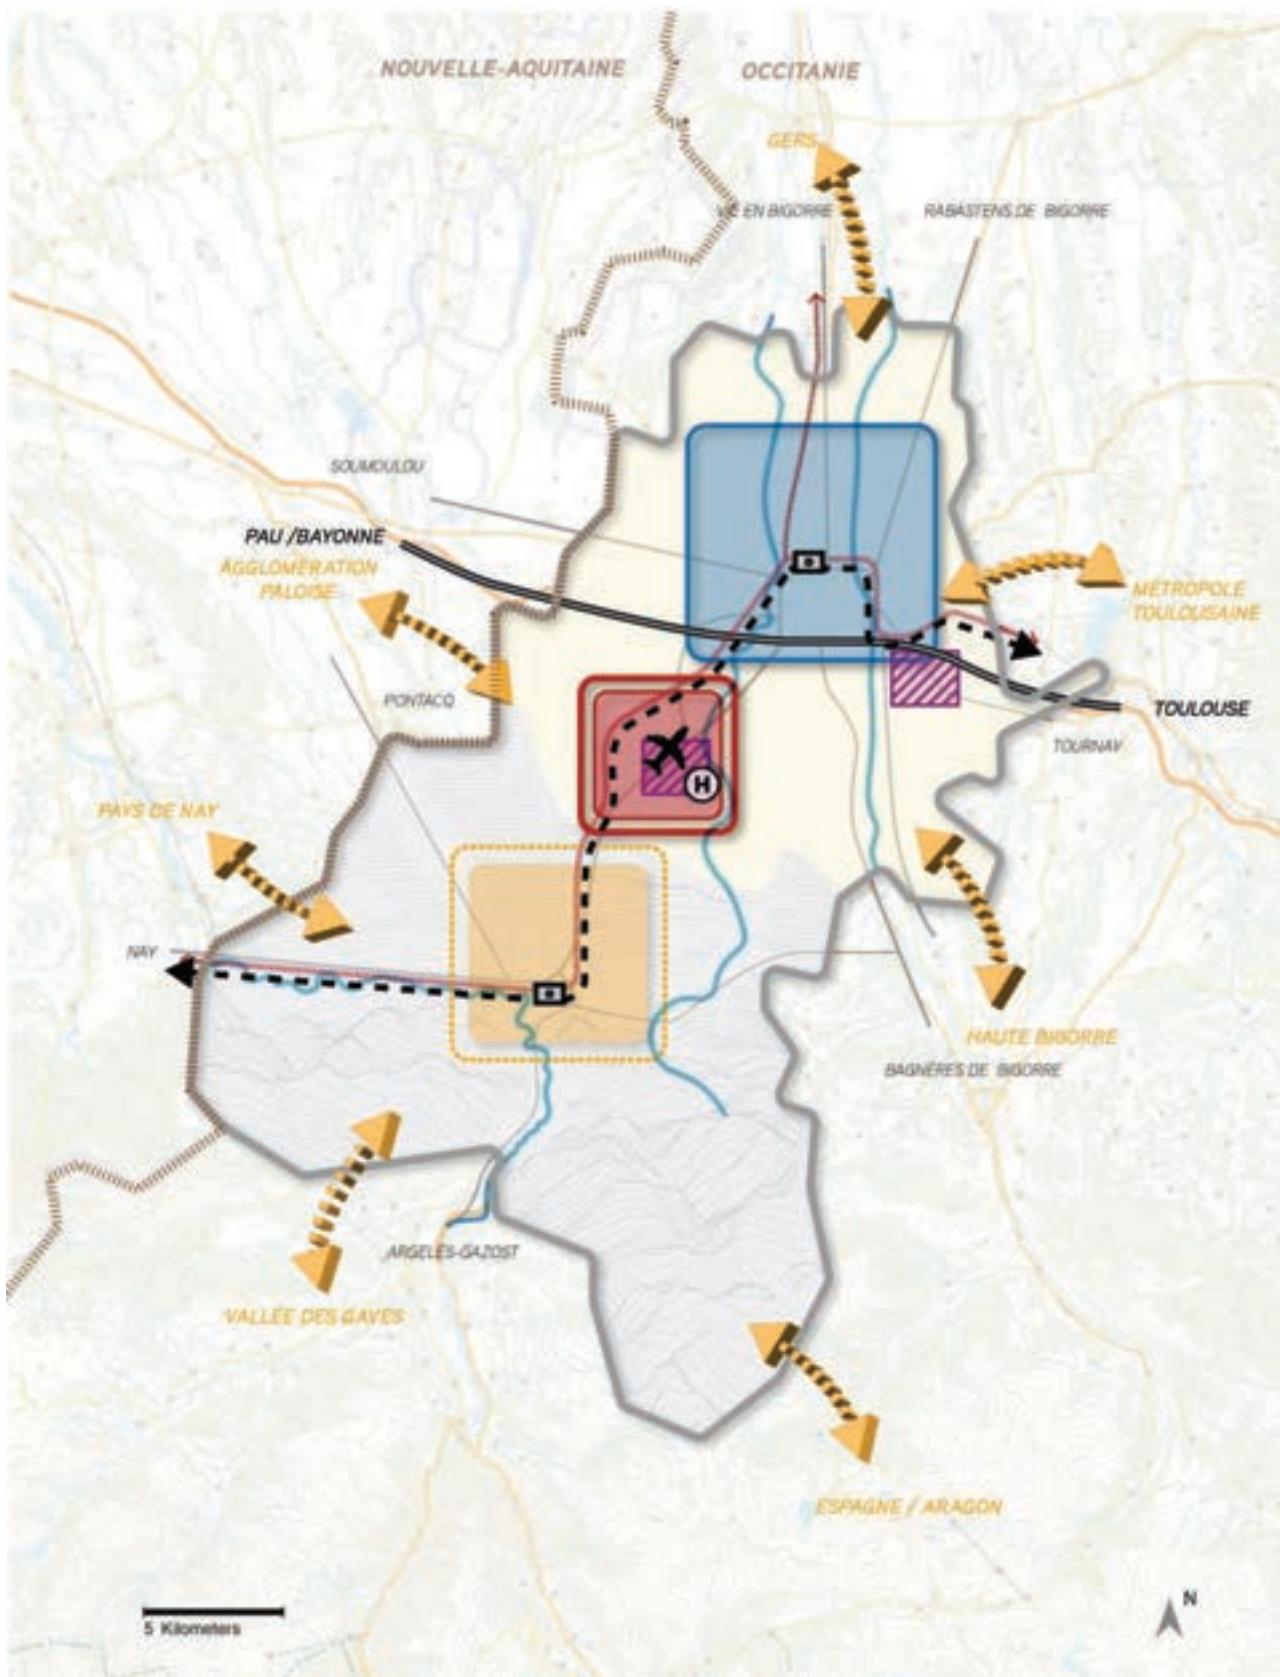 NOUVELLE-AQUITAINE
OCCITANIE
GERS
VIC EN BIGORRE
RABASTENS DE BIGORRE
SOUMOULOU
PAU /BAYONNE
AGGLOMÉRATION
PALOISE
MÉTROPOLE
TOULOUSAINE
PONTACQ
TOULOUSE
TOURNAY
H
PAYS DE NAY
NAY
HAUTE BIGORRE
BAGNÈRES DE BIGORRE
ARGELÈS-GAZOST
VALLÉE DES GAVES
ESPAGNE / ARAGON
5 Kilometers
N